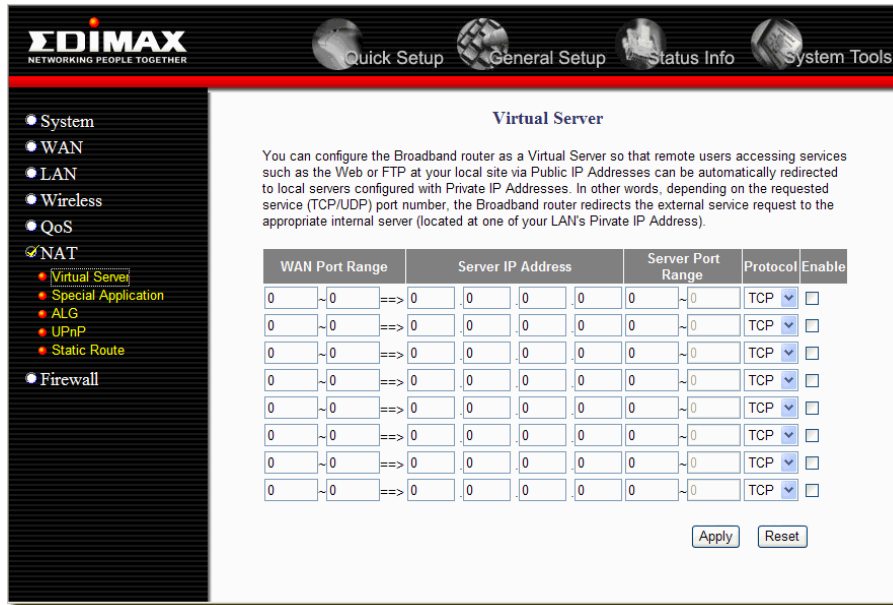 EDIMAX
NETWORKING PEOPLE TOGETHER
Quick Setup General Setup Status Info System Tools
System
WAN
LAN
Wireless
QoS
NAT
Virtual Server
Special Application
ALG
UPnP
Static Route
Firewall
Virtual Server
You can configure the Broadband router as a Virtual Server so that remote users accessing services
such as the Web or FTP at your local site via Public IP Addresses can be automatically redirected
to local servers configured with Private IP Addresses. In other words, depending on the requested
service (TCP/UDP) port number, the Broadband router redirects the external service request to the
appropriate internal server (located at one of your LAN's Pirvate IP Address).
WAN Port Range Server IP Address Server Port Range Protocol Enable
0 ~ 0 ==> 0 . 0 . 0 . 0 0 ~ 0 TCP
0 ~ 0 ==> 0 . 0 . 0 . 0 0 ~ 0 TCP
0 ~ 0 ==> 0 . 0 . 0 . 0 0 ~ 0 TCP
0 ~ 0 ==> 0 . 0 . 0 . 0 0 ~ 0 TCP
0 ~ 0 ==> 0 . 0 . 0 . 0 0 ~ 0 TCP
0 ~ 0 ==> 0 . 0 . 0 . 0 0 ~ 0 TCP
0 ~ 0 ==> 0 . 0 . 0 . 0 0 ~ 0 TCP
0 ~ 0 ==> 0 . 0 . 0 . 0 0 ~ 0 TCP
Apply Reset